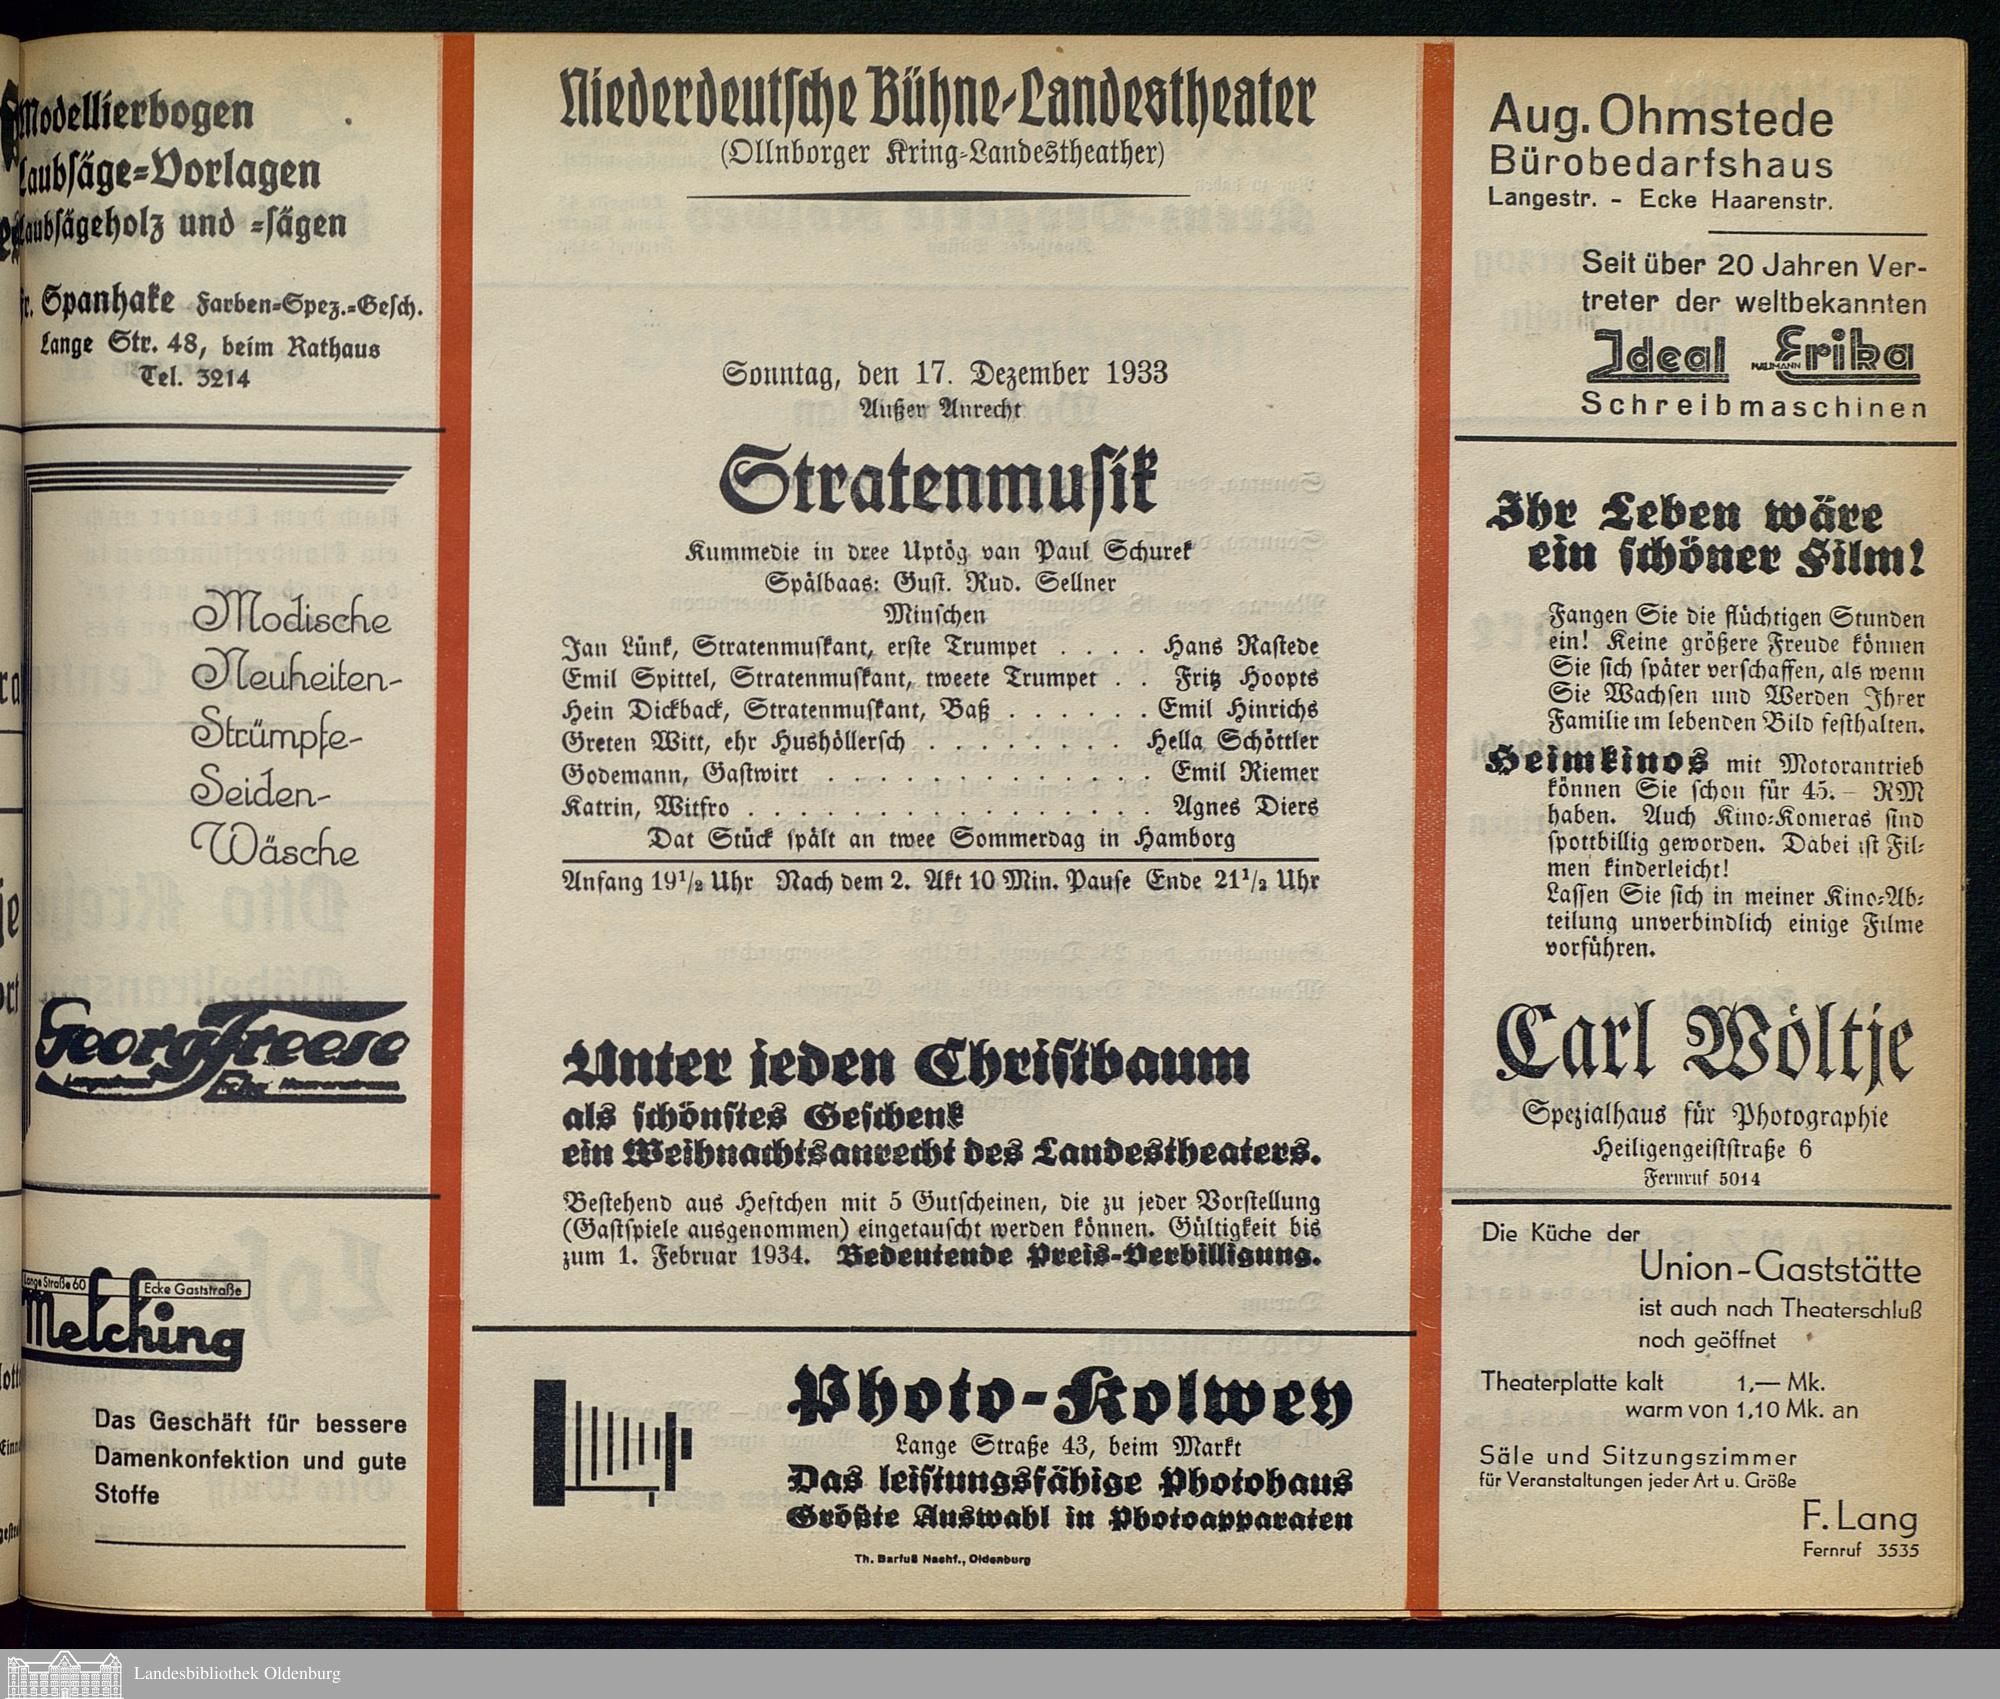 Modellierbogen
Laubsäge=Vorlagen
Laubsägeholz und =sägen
Fr. Spanhake Farben=Spez.=Gesch.
Lange Str. 48, beim Rathaus
Tel. 3214
Modische
Neuheiten-
Strümpfe-
Seiden-
Wäsche
Georg Freese
Ecke
Lange Straße 60 Ecke Gaststraße
Melching
Das Geschäft für bessere
Damenkonfektion und gute
Stoffe
Niederdeutsche Bühne-Landestheater
(Ollnborger Kring-Landestheather)
Sonntag, den 17. Dezember 1933
Außer Anrecht
Stratenmusik
Kummedie in dree Uptög van Paul Schurek
Spälbaas: Gust. Rud. Sellner
Minschen
Jan Lünk, Stratenmuskant, erste Trumpet . . . . Hans Rastede
Emil Spittel, Stratenmuskant, tweete Trumpet . . Fritz Hoopts
Hein Dickback, Stratenmuskant, Baß . . . . . . Emil Hinrichs
Greten Witt, ehr Hushöllersch . . . . . . . . Hella Schöttler
Godemann, Gastwirt . . . . . . . . . . . . . Emil Riemer
Katrin, Witfro . . . . . . . . . . . . . . . . Agnes Diers
Dat Stück spält an twee Sommerdag in Hamborg
Anfang 19½ Uhr Nach dem 2. Akt 10 Min. Pause Ende 21½ Uhr
Unter jeden Christbaum
als schönstes Geschenk
ein Weihnachtsanrecht des Landestheaters.
Bestehend aus Heftchen mit 5 Gutscheinen, die zu jeder Vorstellung
(Gastspiele ausgenommen) eingetauscht werden können. Gültigkeit bis
zum 1. Februar 1934. Bedeutende Preis-Verbilligung.
Photo-Kolwey
Lange Straße 43, beim Markt
Das leistungsfähige Photohaus
Größte Auswahl in Photoapparaten
Th. Barfuß Nachf., Oldenburg
Aug. Ohmstede
Bürobedarfshaus
Langestr. - Ecke Haarenstr.
Seit über 20 Jahren Ver-
treter der weltbekannten
Ideal NAUMANN Erika
Schreibmaschinen
Ihr Leben wäre
ein schöner Film!
Fangen Sie die flüchtigen Stunden
ein! Keine größere Freude können
Sie sich später verschaffen, als wenn
Sie Wachsen und Werden Ihrer
Familie im lebenden Bild festhalten.
Heimkinos mit Motorantrieb
können Sie schon für 45.– RM
haben. Auch Kino=Komeras sind
spottbillig geworden. Dabei ist Fil=
men kinderleicht!
Lassen Sie sich in meiner Kino=Ab=
teilung unverbindlich einige Filme
vorführen.
Carl Wöltje
Spezialhaus für Photographie
Heiligengeiststraße 6
Fernruf 5014
Die Küche der
Union-Gaststätte
ist auch nach Theaterschluß
noch geöffnet
Theaterplatte kalt 1,— Mk.
warm von 1,10 Mk. an
Säle und Sitzungszimmer
für Veranstaltungen jeder Art u. Größe
F. Lang
Fernruf 3535
Landesbibliothek Oldenburg